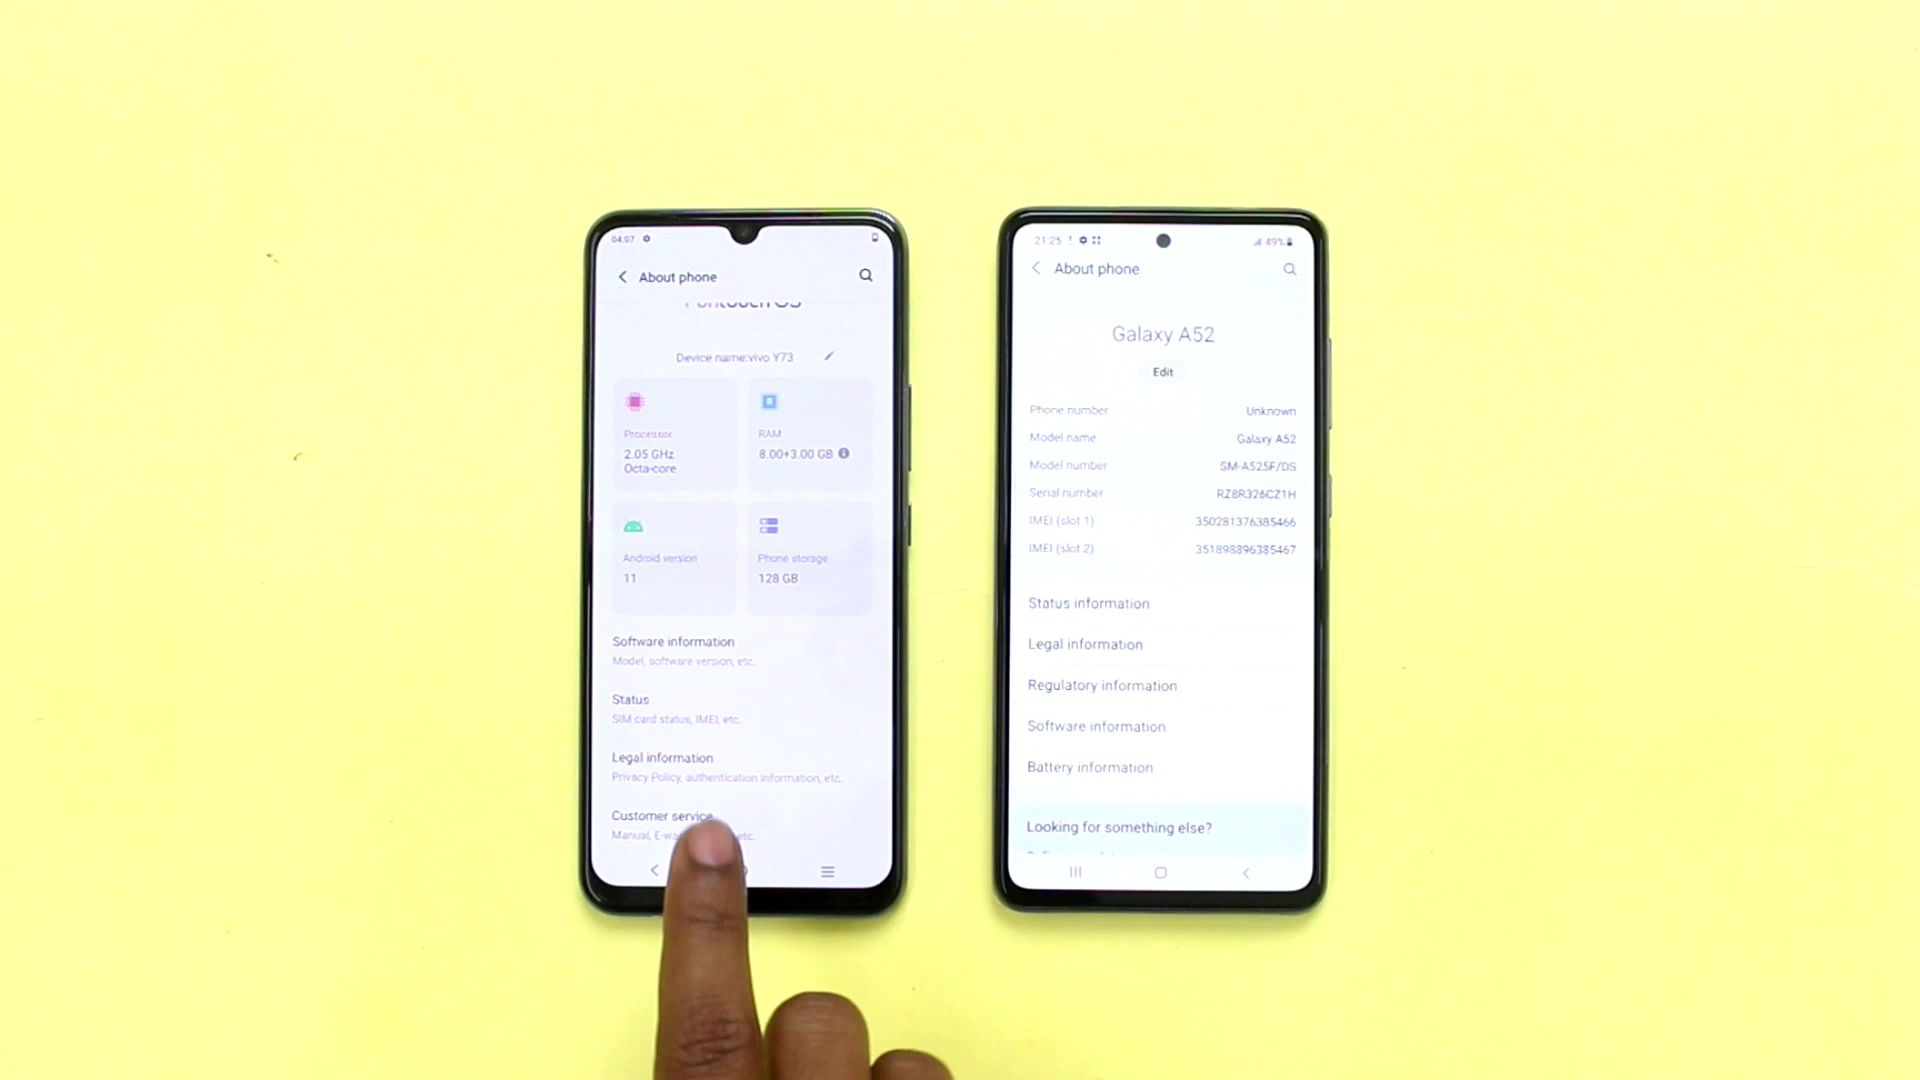 04:07
About phone
Funtouch OS
Device name:vivo Y73
Processor
2.05 GHz
Octa-core
RAM
8.00+3.00 GB
Android version
11
Phone storage
128 GB
Software information
Model, software version, etc.
Status
SIM card status, IMEI, etc.
Legal information
Privacy Policy, authentication information, etc.
Customer service
Manual, etc.
21:25
49%
About phone
Galaxy A52
Edit
Phone number Unknown
Model name Galaxy A52
Model number SM-A525F/DS
Serial number RZ8R326CZ1H
IMEI (slot 1) 350281376385466
IMEI (slot 2) 351898896385467
Status information
Legal information
Regulatory information
Software information
Battery information
Looking for something else?